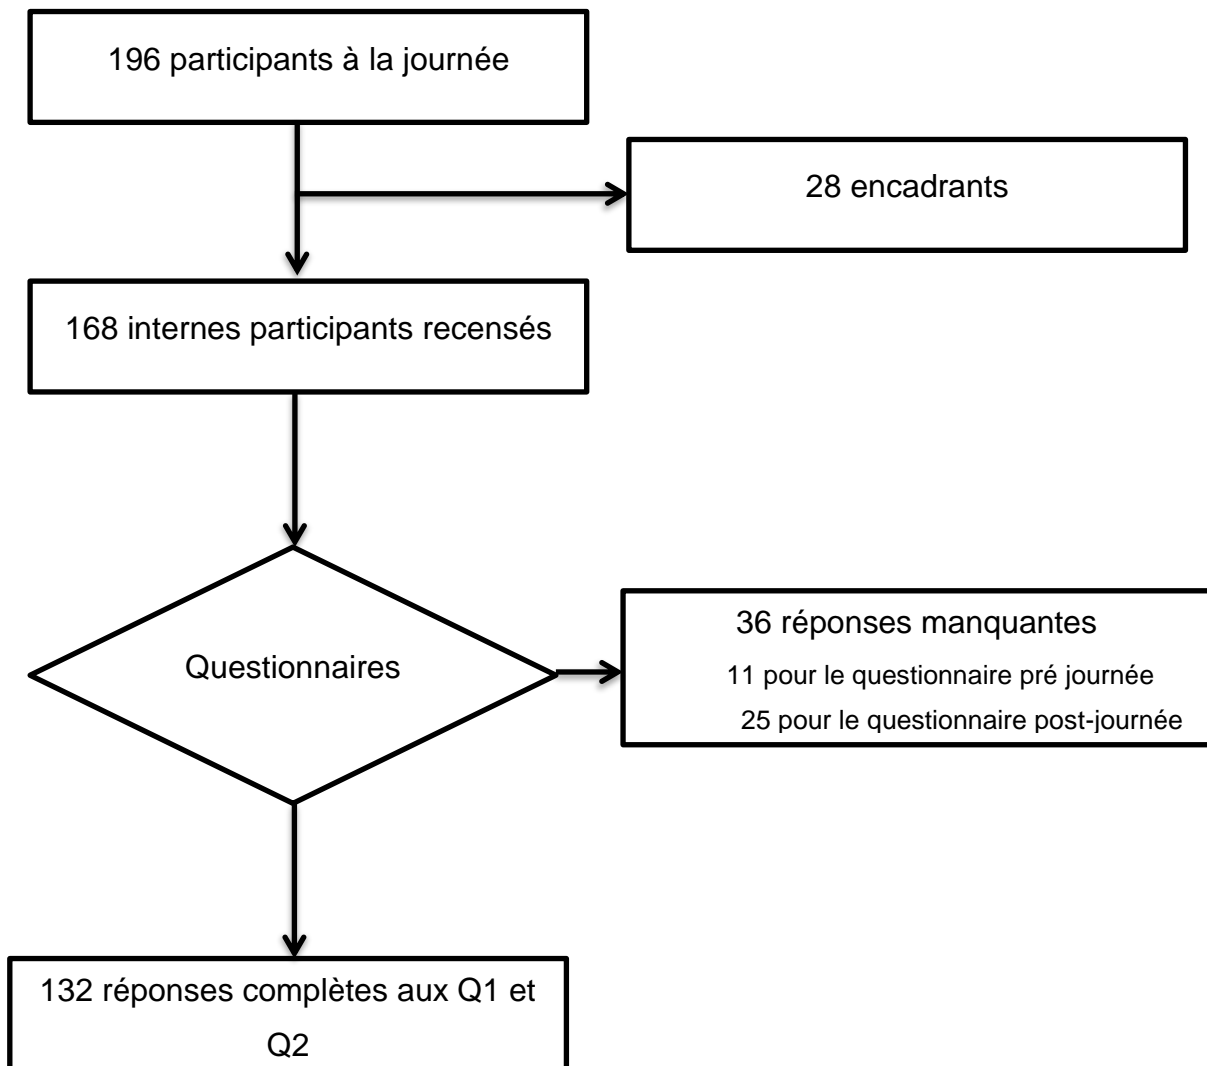 196 participants à la journée
28 encadrants
168 internes participants recensés
Questionnaires
36 réponses manquantes
11 pour le questionnaire pré journée
25 pour le questionnaire post-journée
132 réponses complètes aux Q1 et
Q2